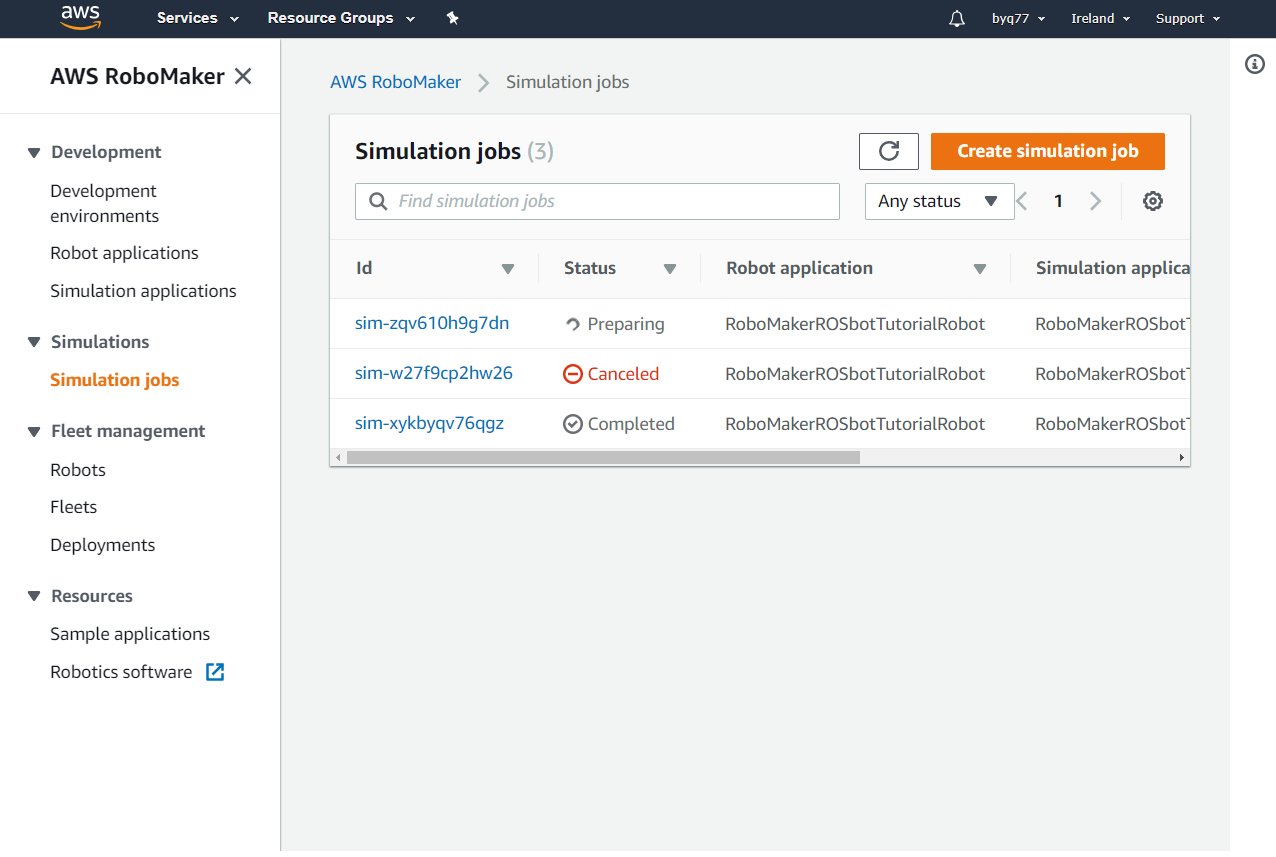 aws
Services
Resource Groups
byq77
Ireland
Support
AWS RoboMaker
Development
Development
environments
Robot applications
Simulation applications
Simulations
Simulation jobs
Fleet management
Robots
Fleets
Deployments
Resources
Sample applications
Robotics software
AWS RoboMaker
Simulation jobs
Simulation jobs (3)
Create simulation job
Find simulation jobs
Any status
1
Id Status Robot application Simulation applica
sim-zqv610h9g7dn Preparing RoboMakerROSbotTutorialRobot RoboMakerROSbotT
sim-w27f9cp2hw26 Canceled RoboMakerROSbotTutorialRobot RoboMakerROSbotT
sim-xykbyqv76qgz Completed RoboMakerROSbotTutorialRobot RoboMakerROSbotT